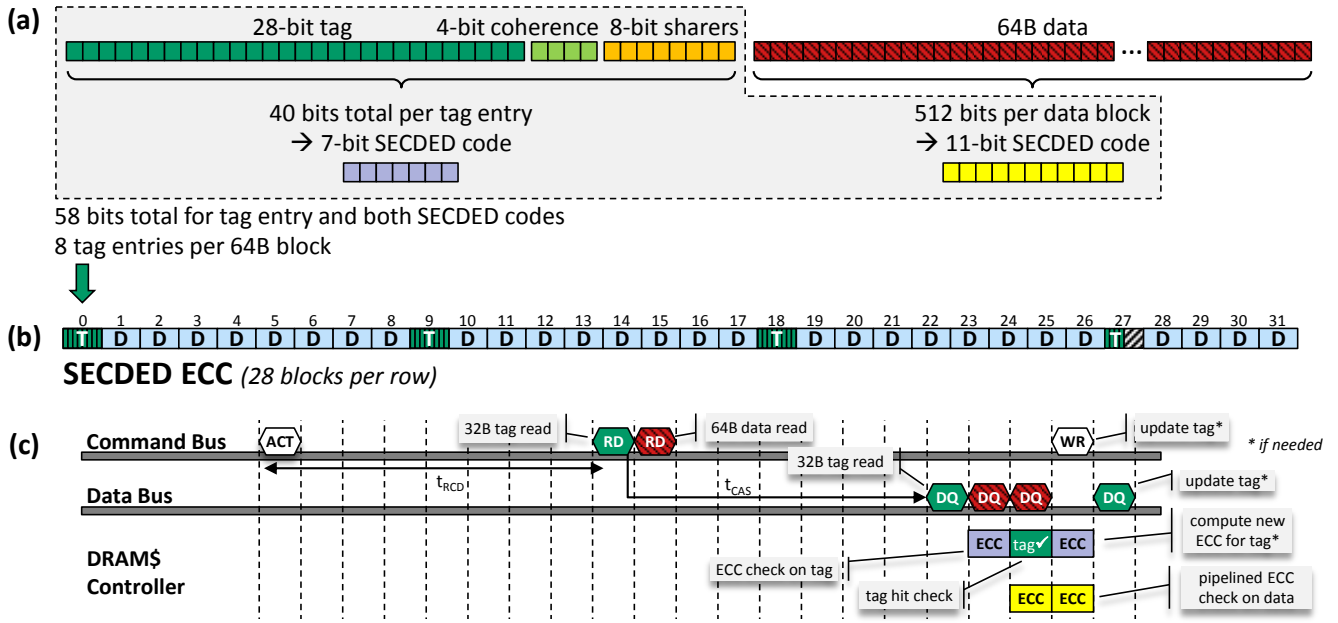 (a)
28-bit tag 4-bit coherence 8-bit sharers 64B data
...
40 bits total per tag entry
→ 7-bit SECDED code
512 bits per data block
→ 11-bit SECDED code
58 bits total for tag entry and both SECDED codes
8 tag entries per 64B block
0 1 2 3 4 5 6 7 8 9 10 11 12 13 14 15 16 17 18 19 20 21 22 23 24 25 26 27 28 29 30 31
(b)
T D D D D D D D D T D D D D D D D D T D D D D D D D D T D D D D
SECDED ECC (28 blocks per row)
(c)
Command Bus
ACT
32B tag read
RD RD
64B data read
WR
update tag*
* if needed
tRCD
32B tag read
tCAS
Data Bus
DQ DQ DQ DQ
update tag*
DRAM$
Controller
ECC check on tag
ECC tag✓ ECC
compute new
ECC for tag*
tag hit check
ECC ECC
pipelined ECC
check on data